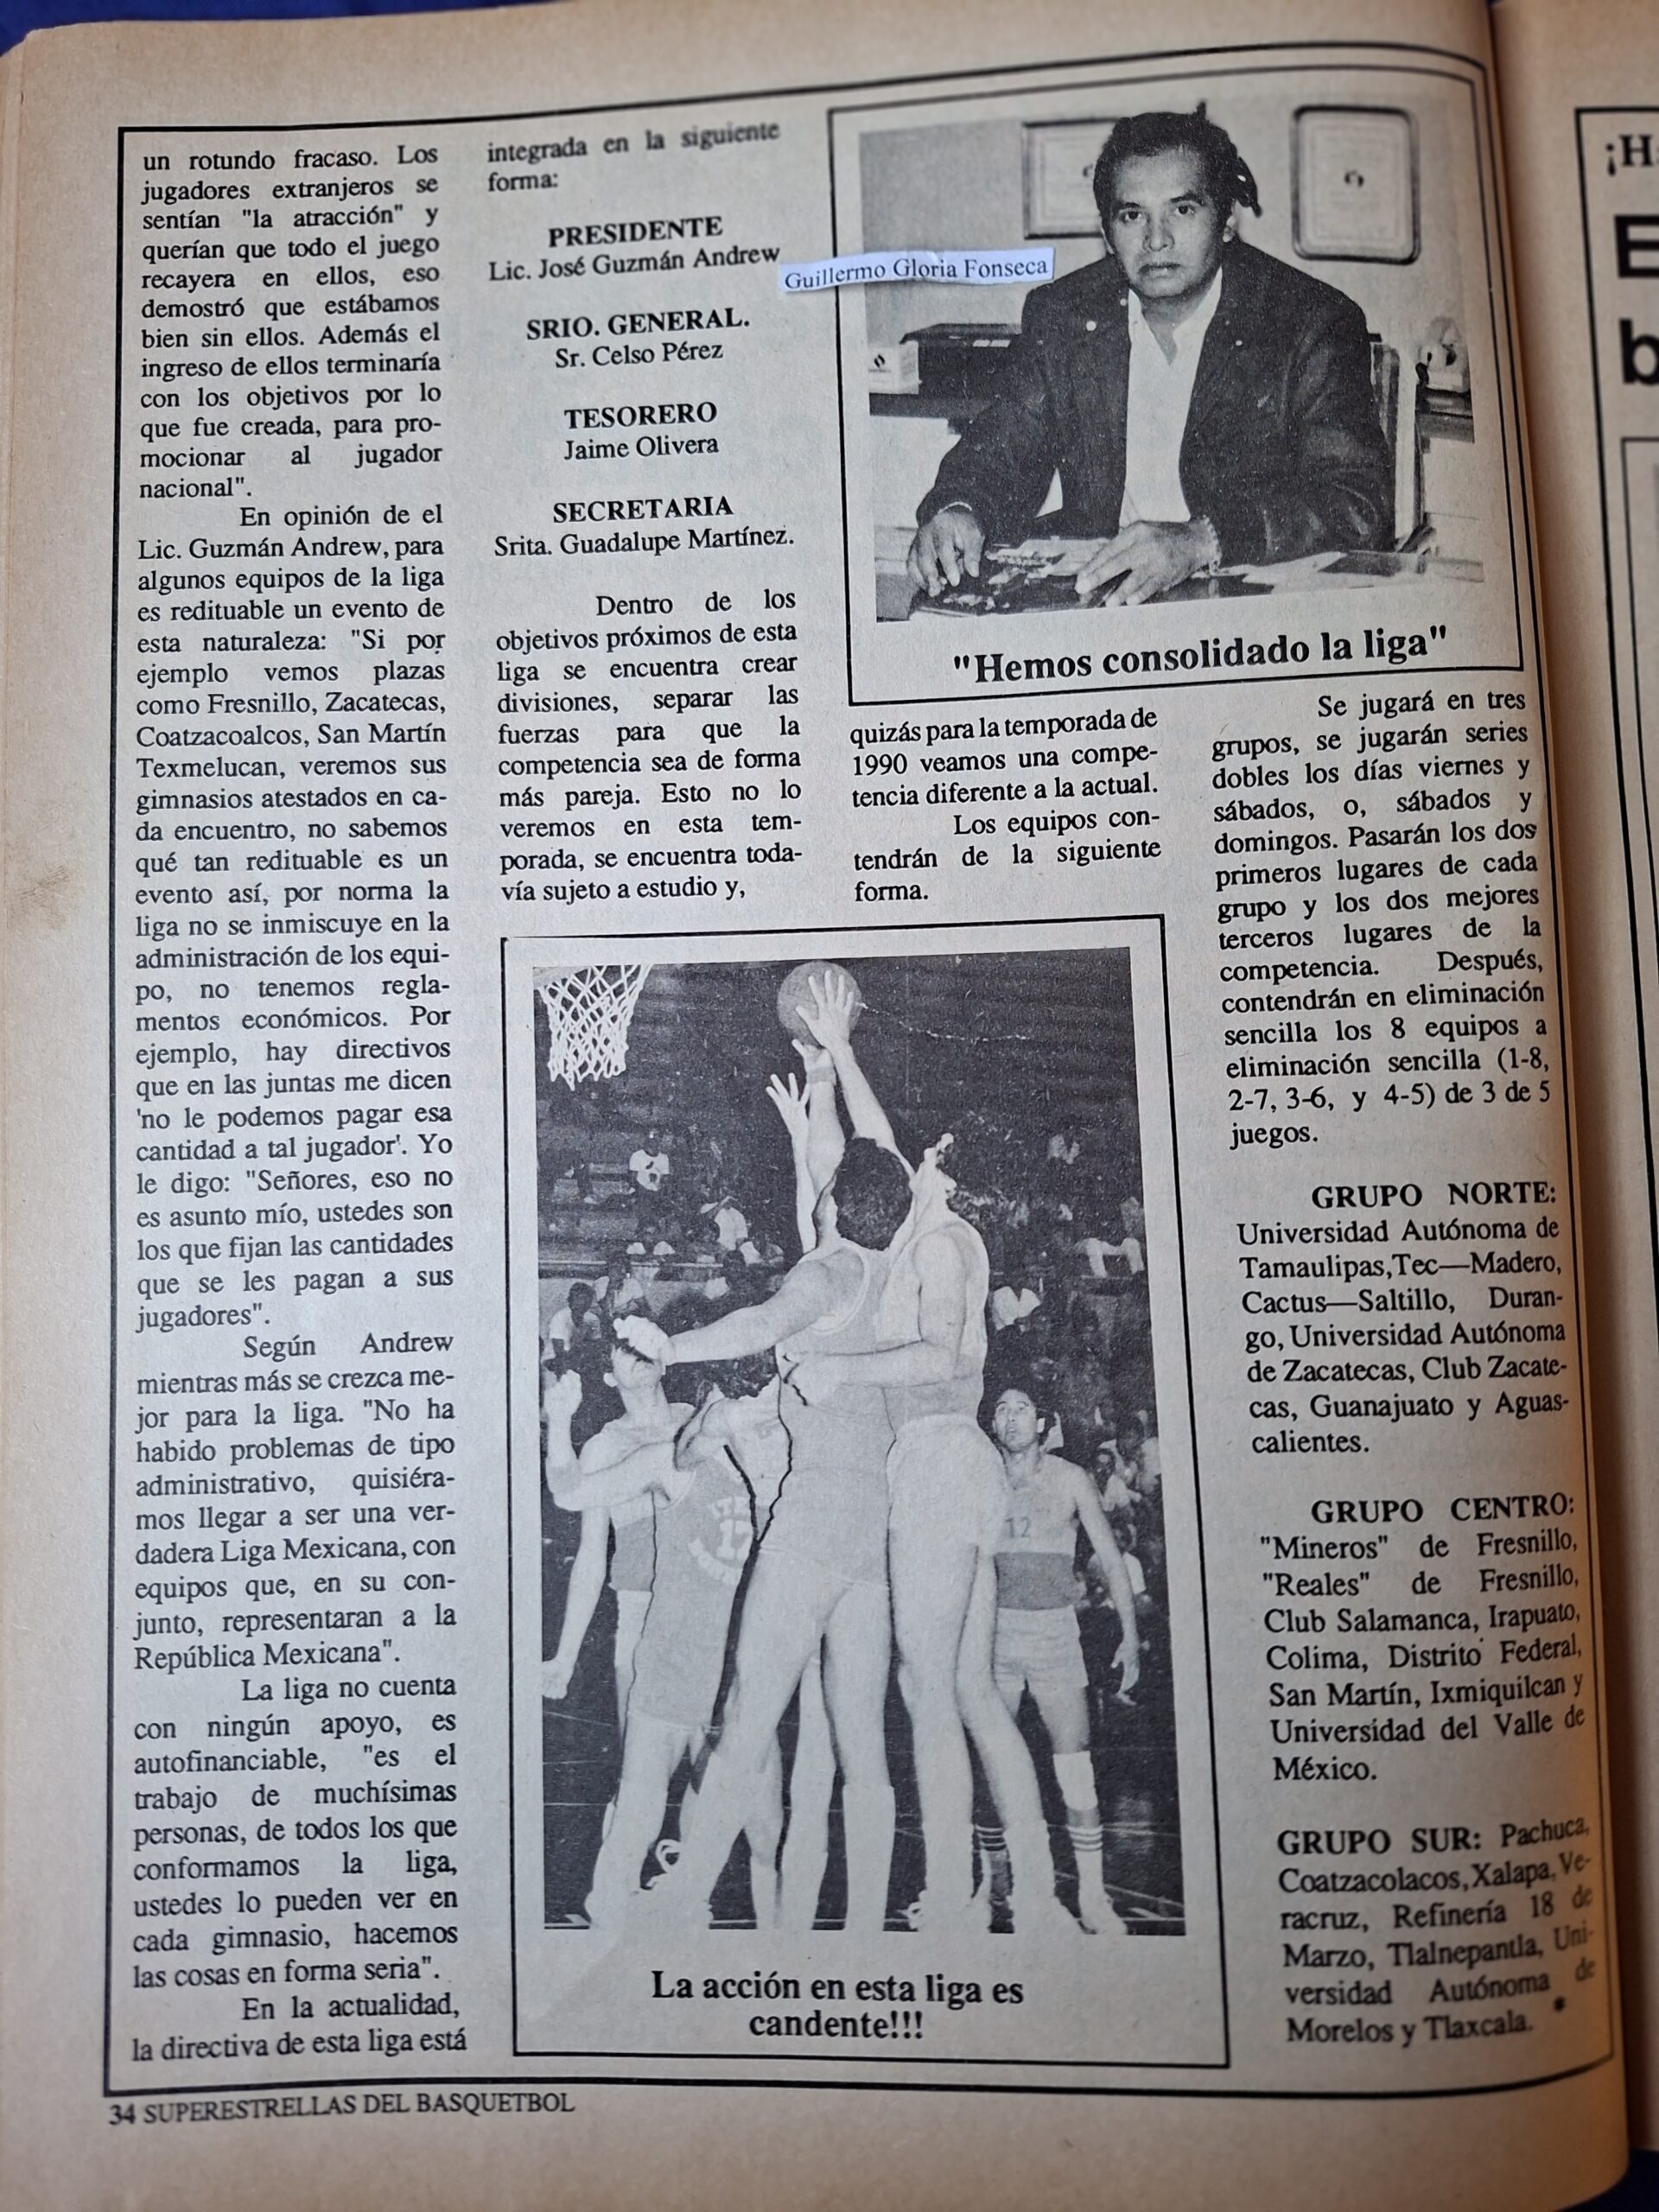 un rotundo fracaso. Los
jugadores extranjeros se
sentían "la atracción" y
querían que todo el juego
recayera en ellos, eso
demostró que estábamos
bien sin ellos. Además el
ingreso de ellos terminaría
con los objetivos por lo
que fue creada, para pro-
mocionar al jugador
nacional".
En opinión de el
Lic. Guzmán Andrew, para
algunos equipos de la liga
es redituable un evento de
esta naturaleza: "Si por
ejemplo vemos plazas
como Fresnillo, Zacatecas,
Coatzacoalcos, San Martín
Texmelucan, veremos sus
gimnasios atestados en ca-
da encuentro, no sabemos
qué tan redituable es un
evento así, por norma la
liga no se inmiscuye en la
administración de los equi-
po, no tenemos regla-
mentos económicos. Por
ejemplo, hay directivos
que en las juntas me dicen
'no le podemos pagar esa
cantidad a tal jugador'. Yo
le digo: "Señores, eso no
es asunto mío, ustedes son
los que fijan las cantidades
que se les pagan a sus
jugadores".
Según Andrew
mientras más se crezca me-
jor para la liga. "No ha
habido problemas de tipo
administrativo, quisiéra-
mos llegar a ser una ver-
dadera Liga Mexicana, con
equipos que, en su con-
junto, representaran a la
República Mexicana".
La liga no cuenta
con ningún apoyo, es
autofinanciable, "es el
trabajo de muchísimas
personas, de todos los que
conformamos la liga,
ustedes lo pueden ver en
cada gimnasio, hacemos
las cosas en forma seria".
En la actualidad,
la directiva de esta liga está
integrada en la siguiente
forma:
PRESIDENTE
Lic. José Guzmán Andrew
SRIO. GENERAL.
Sr. Celso Pérez
TESORERO
Jaime Olivera
SECRETARIA
Srita. Guadalupe Martínez.
Dentro de los
objetivos próximos de esta
liga se encuentra crear
divisiones, separar las
fuerzas para que la
competencia sea de forma
más pareja. Esto no lo
veremos en esta tem-
porada, se encuentra toda-
vía sujeto a estudio y,
Guillermo Gloria Fonseca
"Hemos consolidado la liga"
quizás para la temporada de
1990 veamos una compe-
tencia diferente a la actual.
Los equipos con-
tendrán de la siguiente
forma.
12
La acción en esta liga es
candente!!!
Se jugará en tres
grupos, se jugarán series
dobles los días viernes y
sábados, o, sábados y
domingos. Pasarán los dos
primeros lugares de cada
grupo y los dos mejores
terceros lugares de la
competencia. Después,
contendrán en eliminación
sencilla los 8 equipos a
eliminación sencilla (1-8,
2-7, 3-6, y 4-5) de 3 de 5
juegos.
GRUPO NORTE:
Universidad Autónoma de
Tamaulipas,Tec—Madero,
Cactus—Saltillo, Duran-
go, Universidad Autónoma
de Zacatecas, Club Zacate-
cas, Guanajuato y Aguas-
calientes.
GRUPO CENTRO:
"Mineros" de Fresnillo,
"Reales" de Fresnillo,
Club Salamanca, Irapuato,
Colima, Distrito Federal,
San Martín, Ixmiquilcan y
Universidad del Valle de
México.
GRUPO SUR: Pachuca,
Coatzacolacos, Xalapa, Ve-
racruz, Refinería 18 de
Marzo, Tlalnepantla, Uni-
versidad Autónoma de
Morelos y Tlaxcala. *
34 SUPERESTRELLAS DEL BASQUETBOL